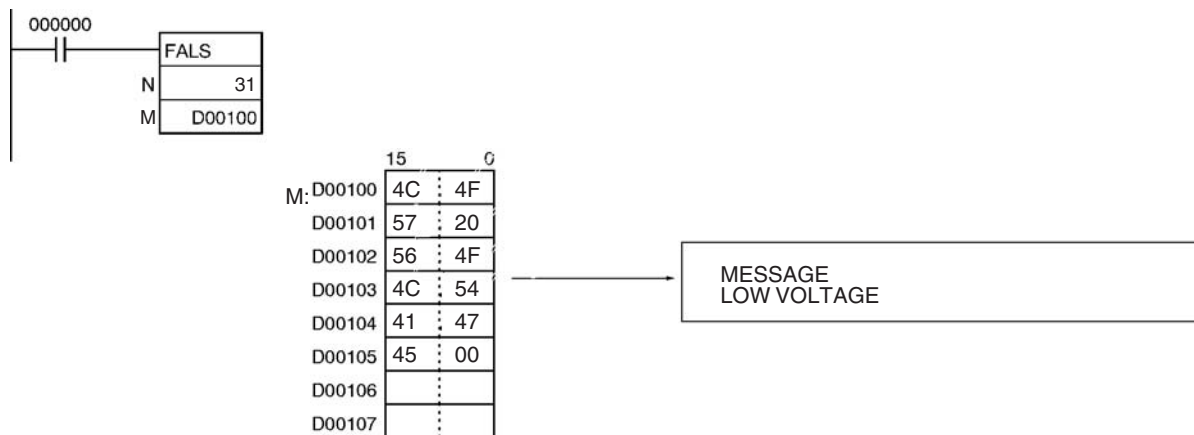 000000
FALS
N 31
M D00100
15 0
M: D00100 4C 4F
D00101 57 20
D00102 56 4F
D00103 4C 54
D00104 41 47
D00105 45 00
D00106
D00107
MESSAGE
LOW VOLTAGE